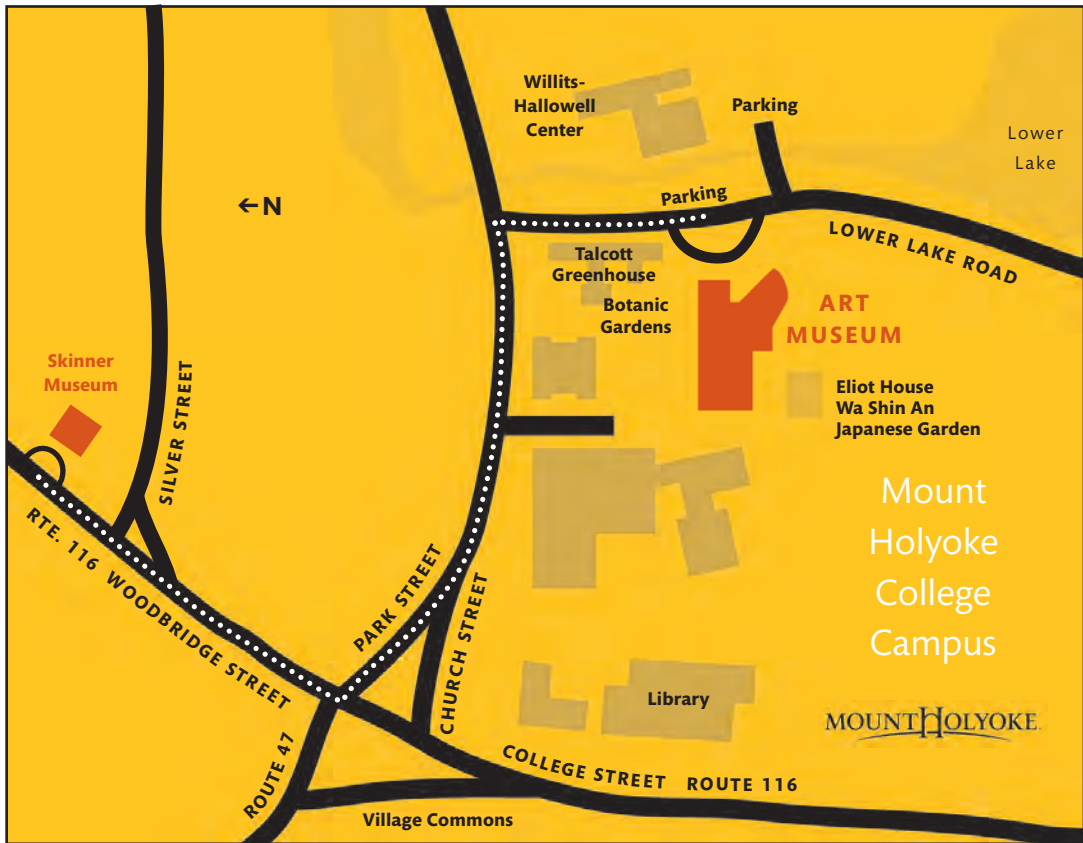 Willits-
Hallowell
Center
Parking
Lower
Lake
←N
Parking
LOWER LAKE ROAD
Talcott
Greenhouse
Botanic
Gardens
ART
MUSEUM
Skinner
Museum
SILVER STREET
Eliot House
Wa Shin An
Japanese Garden
Mount
Holyoke
College
Campus
RTE. 116 WOODBRIDGE STREET
PARK STREET
CHURCH STREET
Library
MOUNT HOLYOKE
ROUTE 47
COLLEGE STREET ROUTE 116
Village Commons